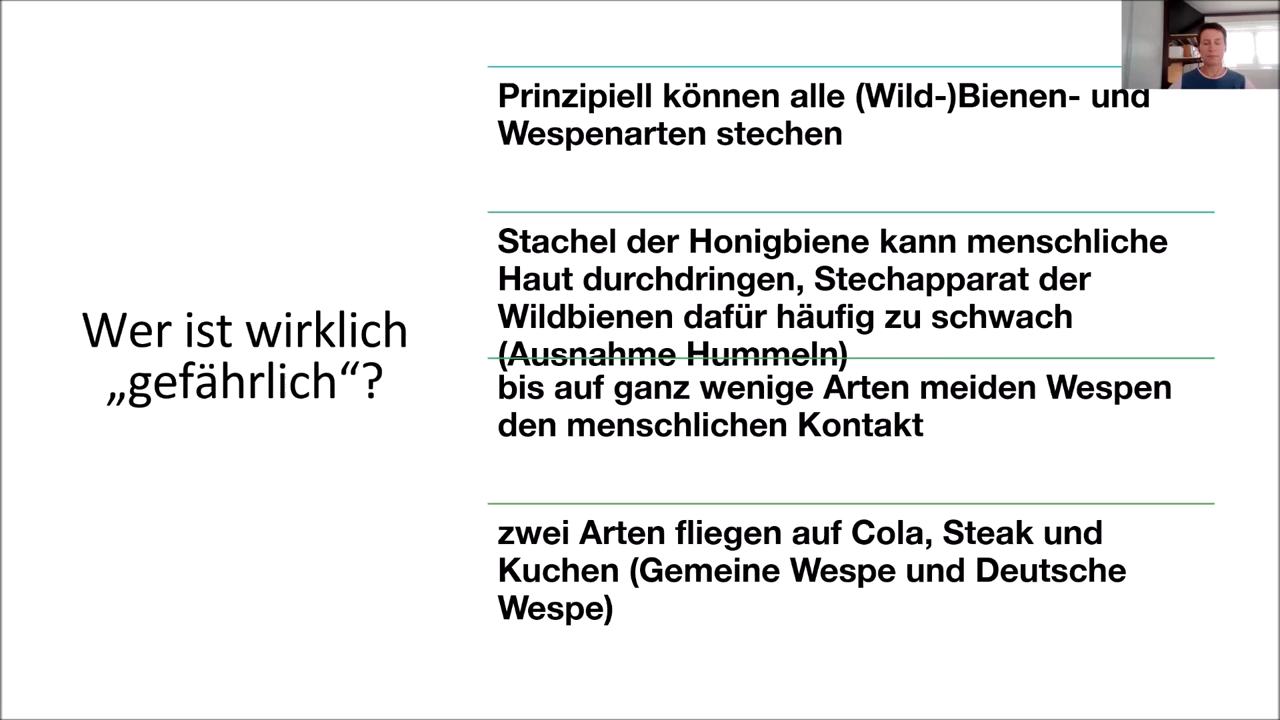 Wer ist wirklich
„gefährlich“?
Prinzipiell können alle (Wild-)Bienen- und
Wespenarten stechen
Stachel der Honigbiene kann menschliche
Haut durchdringen, Stechapparat der
Wildbienen dafür häufig zu schwach
(Ausnahme Hummeln)
bis auf ganz wenige Arten meiden Wespen
den menschlichen Kontakt
zwei Arten fliegen auf Cola, Steak und
Kuchen (Gemeine Wespe und Deutsche
Wespe)